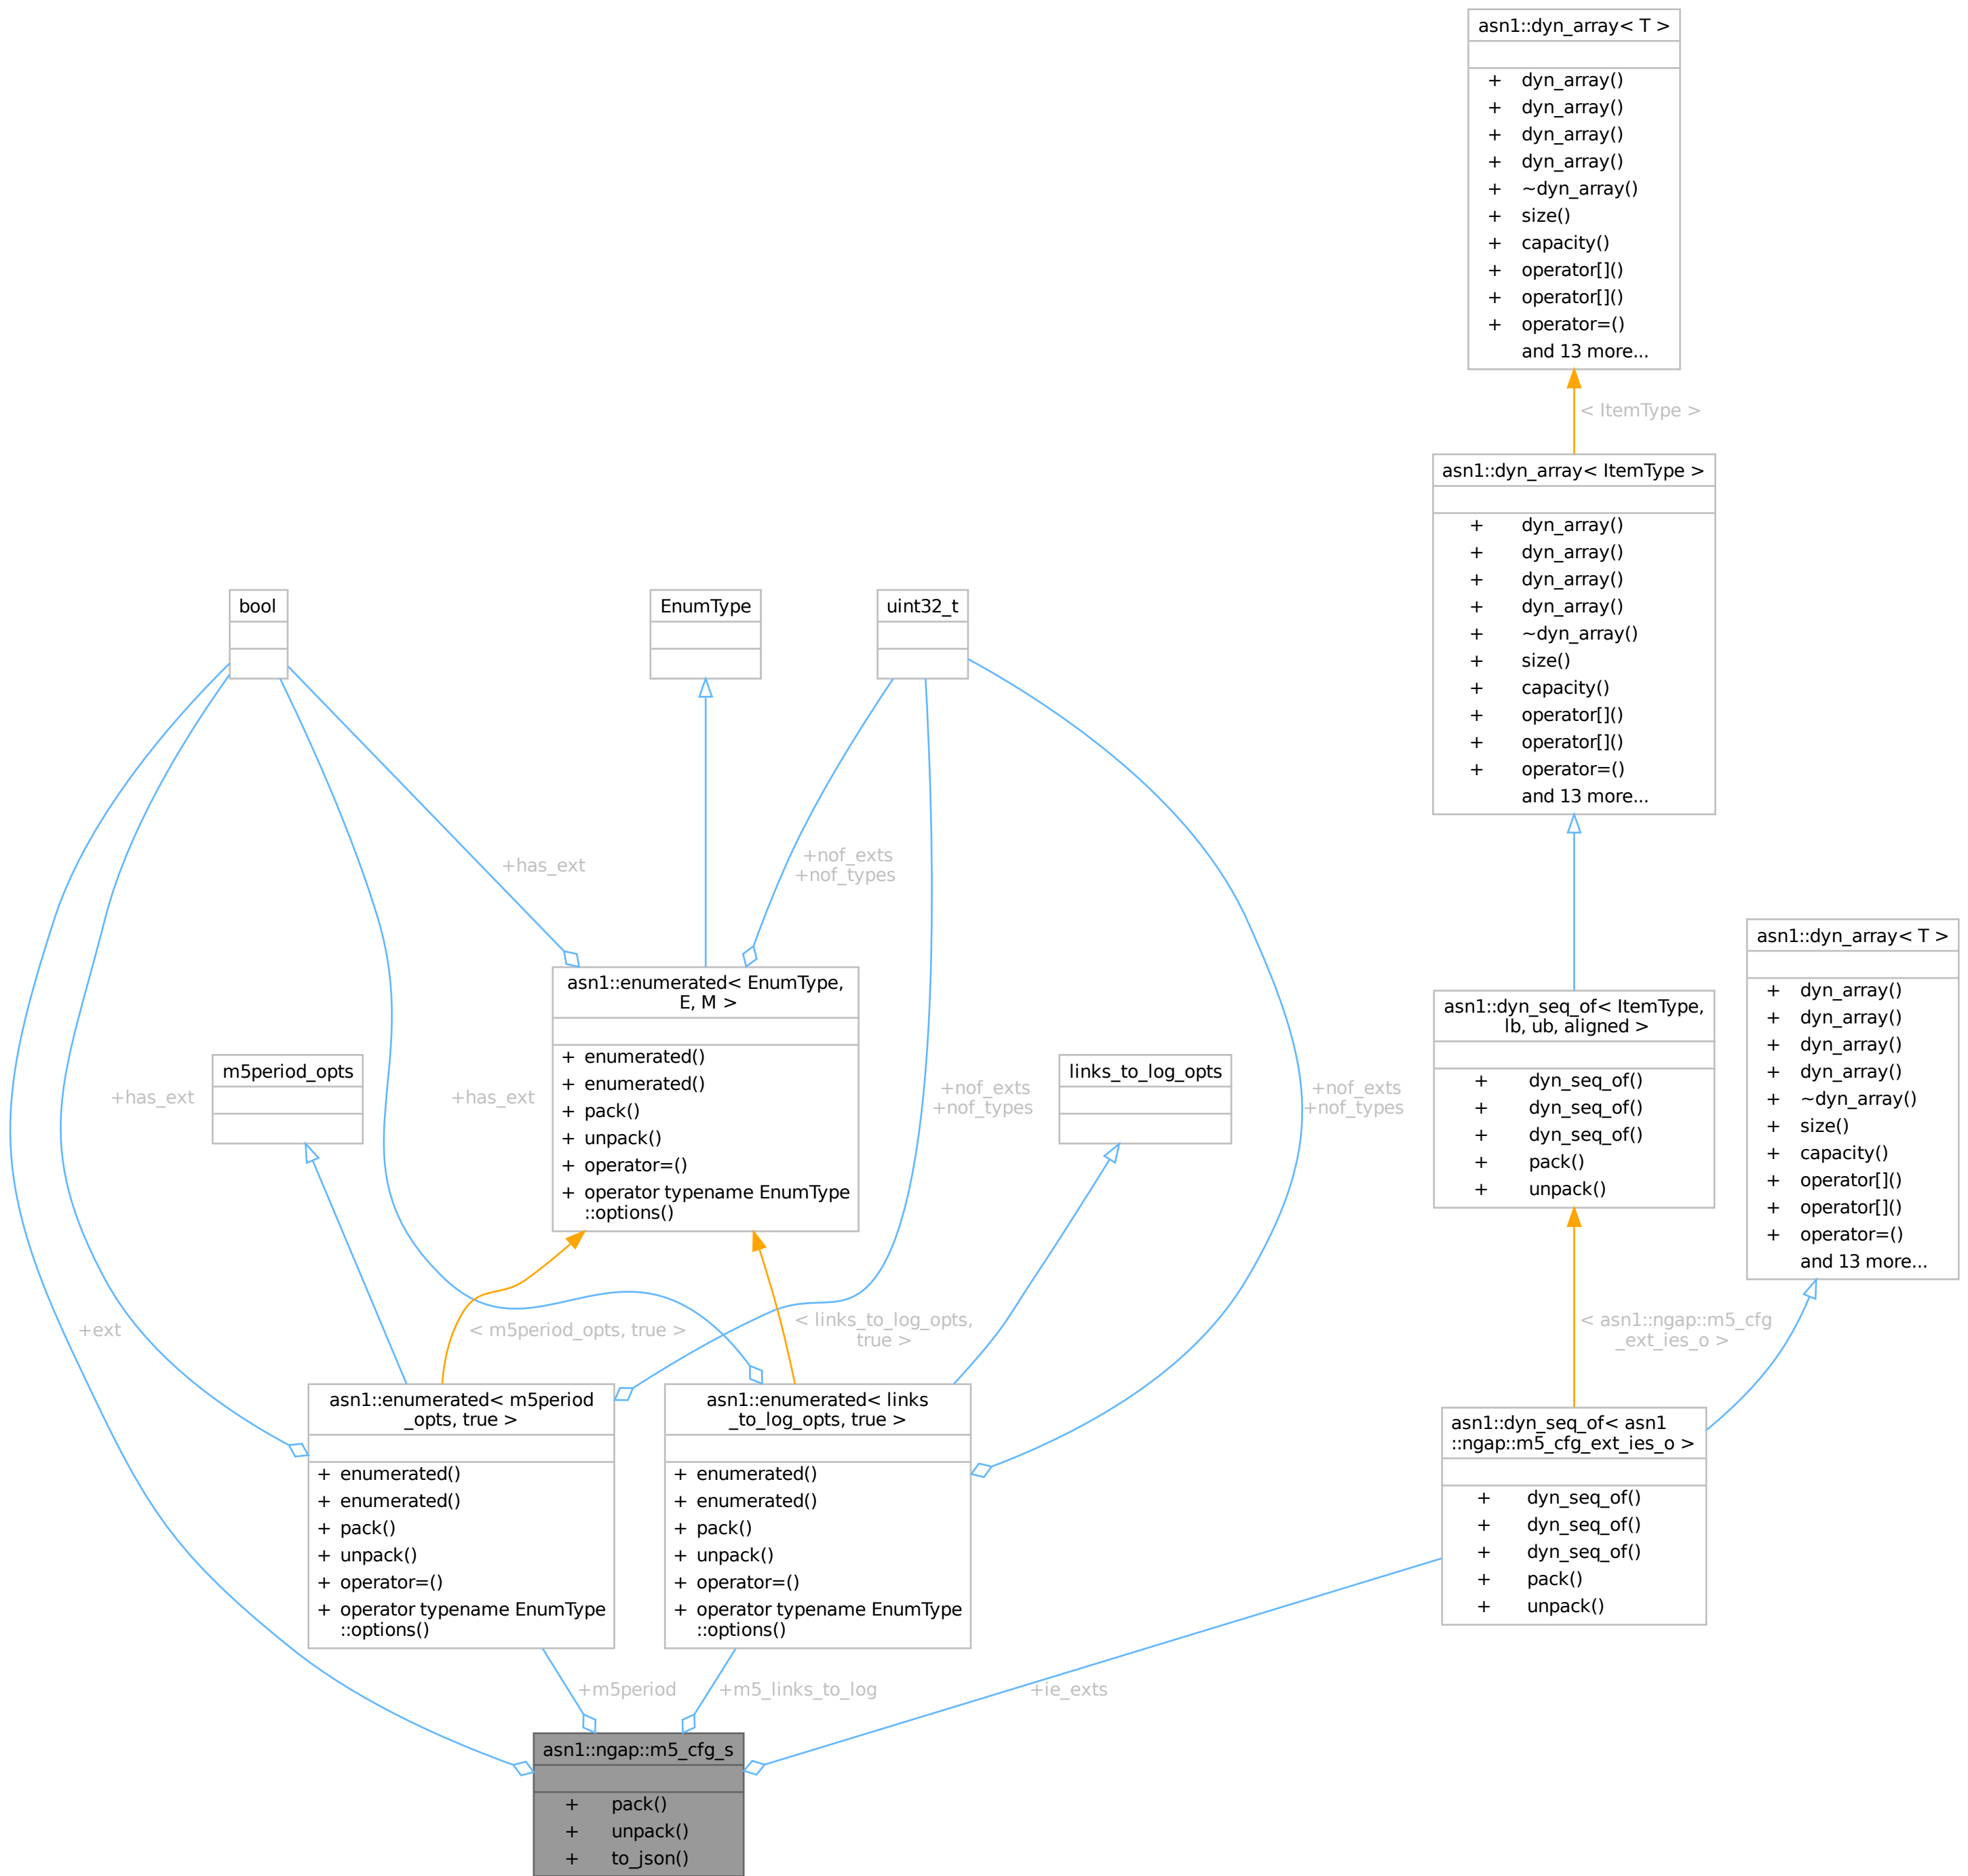 asn1::dyn_array< T >
+ dyn_array()
+ dyn_array()
+ dyn_array()
+ dyn_array()
+ ~dyn_array()
+ size()
+ capacity()
+ operator[]()
+ operator[]()
+ operator=()
and 13 more...
< ItemType >
asn1::dyn_array< ItemType >
+ dyn_array()
+ dyn_array()
+ dyn_array()
+ dyn_array()
+ ~dyn_array()
+ size()
+ capacity()
+ operator[]()
+ operator[]()
+ operator=()
and 13 more...
bool
EnumType
uint32_t
+has_ext
+nof_exts
+nof_types
asn1::dyn_array< T >
+ dyn_array()
+ dyn_array()
+ dyn_array()
+ dyn_array()
+ ~dyn_array()
+ size()
+ capacity()
+ operator[]()
+ operator[]()
+ operator=()
and 13 more...
asn1::enumerated< EnumType,
E, M >
+ enumerated()
+ enumerated()
+ pack()
+ unpack()
+ operator=()
+ operator typename EnumType
::options()
asn1::dyn_seq_of< ItemType,
lb, ub, aligned >
+ dyn_seq_of()
+ dyn_seq_of()
+ dyn_seq_of()
+ pack()
+ unpack()
m5period_opts
links_to_log_opts
+has_ext
+has_ext
+nof_exts
+nof_types
+nof_exts
+nof_types
+ext
< m5period_opts, true >
< links_to_log_opts,
true >
< asn1::ngap::m5_cfg
_ext_ies_o >
asn1::enumerated< m5period
_opts, true >
+ enumerated()
+ enumerated()
+ pack()
+ unpack()
+ operator=()
+ operator typename EnumType
::options()
asn1::enumerated< links
_to_log_opts, true >
+ enumerated()
+ enumerated()
+ pack()
+ unpack()
+ operator=()
+ operator typename EnumType
::options()
asn1::dyn_seq_of< asn1
::ngap::m5_cfg_ext_ies_o >
+ dyn_seq_of()
+ dyn_seq_of()
+ dyn_seq_of()
+ pack()
+ unpack()
+m5period
+m5_links_to_log
+ie_exts
asn1::ngap::m5_cfg_s
+ pack()
+ unpack()
+ to_json()